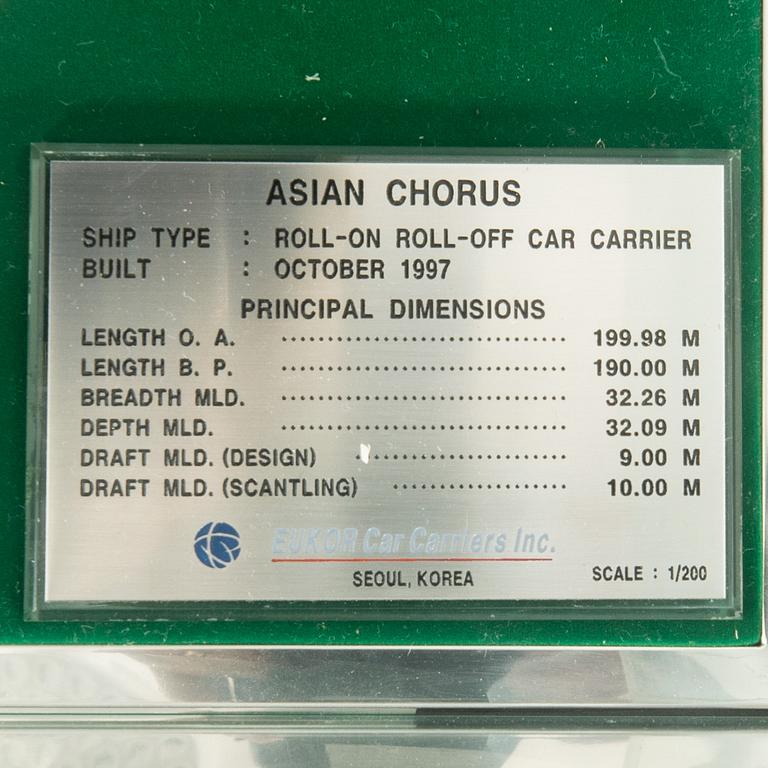 ASIAN CHORUS
SHIP TYPE : ROLL-ON ROLL-OFF CAR CARRIER
BUILT : OCTOBER 1997
PRINCIPAL DIMENSIONS
LENGTH O. A. ................................ 199.98 M
LENGTH B. P. ................................ 190.00 M
BREADTH MLD. ................................ 32.26 M
DEPTH MLD. ................................ 32.09 M
DRAFT MLD. (DESIGN) ...................... 9.00 M
DRAFT MLD. (SCANTLING) .................... 10.00 M
EUKOR Car Carriers Inc.
SEOUL, KOREA
SCALE : 1/200